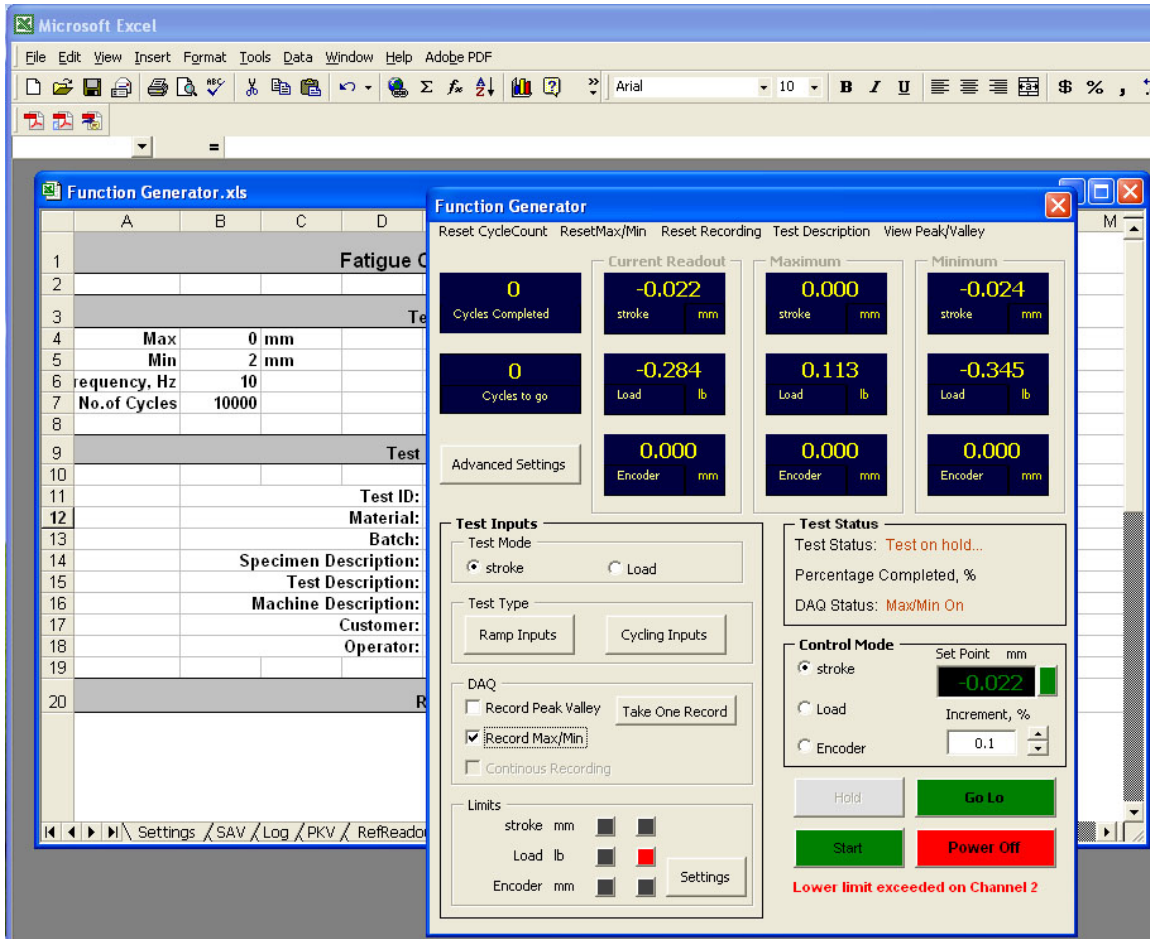 Microsoft Excel
File Edit View Insert Format Tools Data Window Help Adobe PDF
Arial 10 B I U $ % ,
=
Function Generator.xls
A B C D M
1 Fatigue C
2
3 Te
4 Max 0 mm
5 Min 2 mm
6 requency, Hz 10
7 No.of Cycles 10000
8
9 Test
10
11 Test ID:
12 Material:
13 Batch:
14 Specimen Description:
15 Test Description:
16 Machine Description:
17 Customer:
18 Operator:
19
20 R
Settings SAV Log PKV RefReado
Function Generator
Reset CycleCount ResetMax/Min Reset Recording Test Description View Peak/Valley
Current Readout Maximum Minimum
0 -0.022 0.000 -0.024
Cycles Completed stroke mm stroke mm stroke mm
0 -0.284 0.113 -0.345
Cycles to go Load lb Load lb Load lb
0.000 0.000 0.000
Advanced Settings Encoder mm Encoder mm Encoder mm
Test Inputs
Test Mode
stroke Load
Test Type
Ramp Inputs Cycling Inputs
DAQ
Record Peak Valley Take One Record
Record Max/Min
Continous Recording
Limits
stroke mm
Load lb
Encoder mm Settings
Test Status
Test Status: Test on hold...
Percentage Completed, %
DAQ Status: Max/Min On
Control Mode Set Point mm
stroke -0.022
Load Increment, %
Encoder 0.1
Hold Go Lo
Start Power Off
Lower limit exceeded on Channel 2